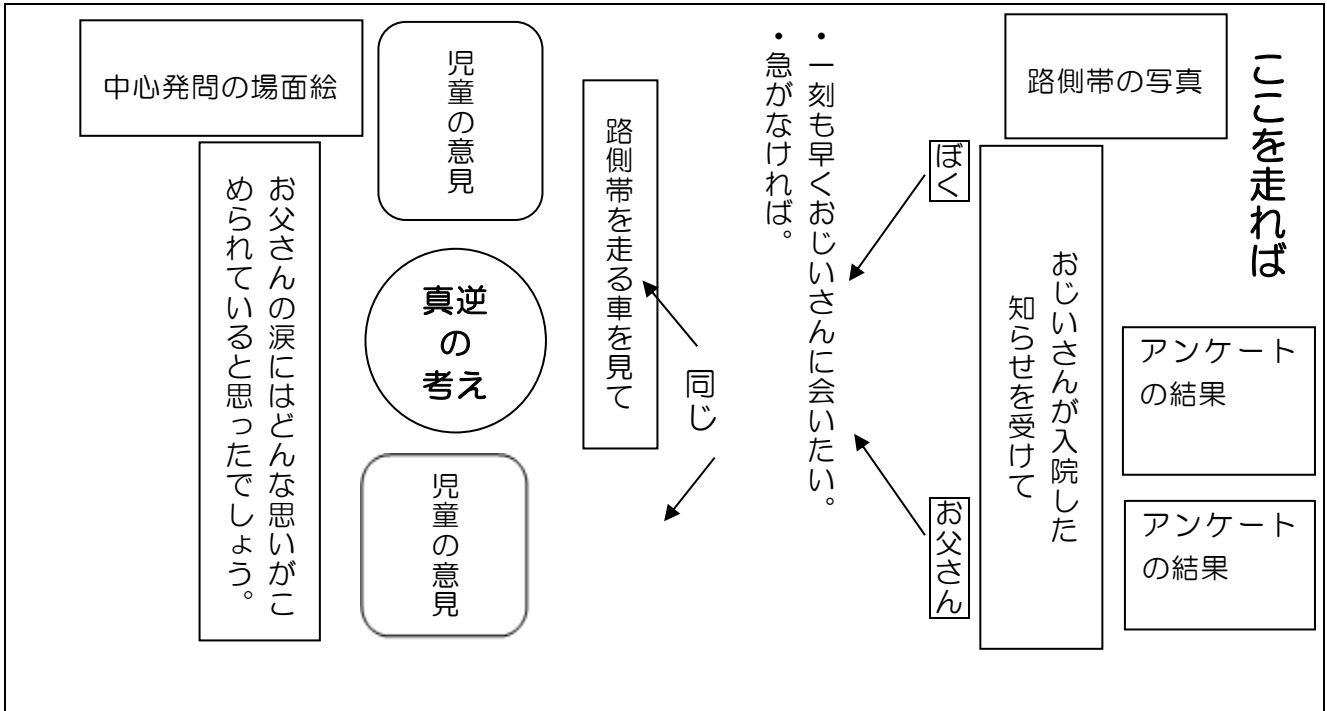 ここを走れば
路側帯の写真
アンケート
の結果
アンケート
の結果
おじいさんが入院した
知らせを受けて
ぼく
お父さん
・一刻も早くおじいさんに会いたい。
・急がなければ。
同じ
路側帯を走る車を見て
児童の意見
真逆
の
考え
児童の意見
中心発問の場面絵
お父さんの涙にはどんな思いがこ
められていると思ったでしょう。